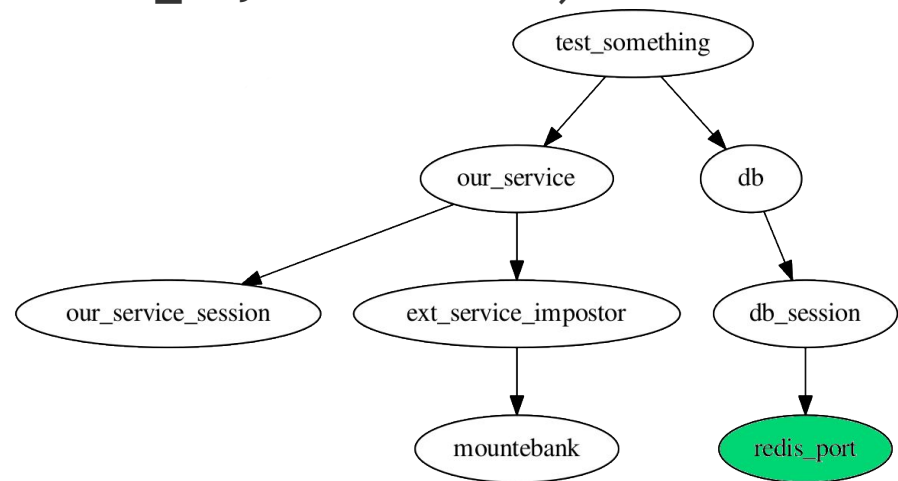 test_something
our_service
db
our_service_session
ext_service_impostor
db_session
mountebank
redis_port